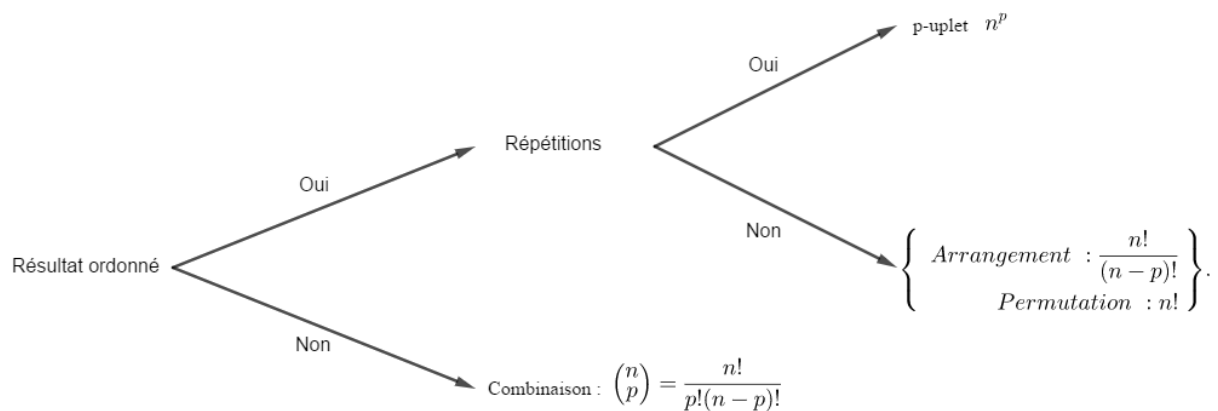 p-uplet n^p
Oui
Répétitions
Oui
Non
Arrangement : n!/(n − p)!
Résultat ordonné
Permutation : n!
.
Non
Combinaison : (n p) = n!/(p!(n − p)!)